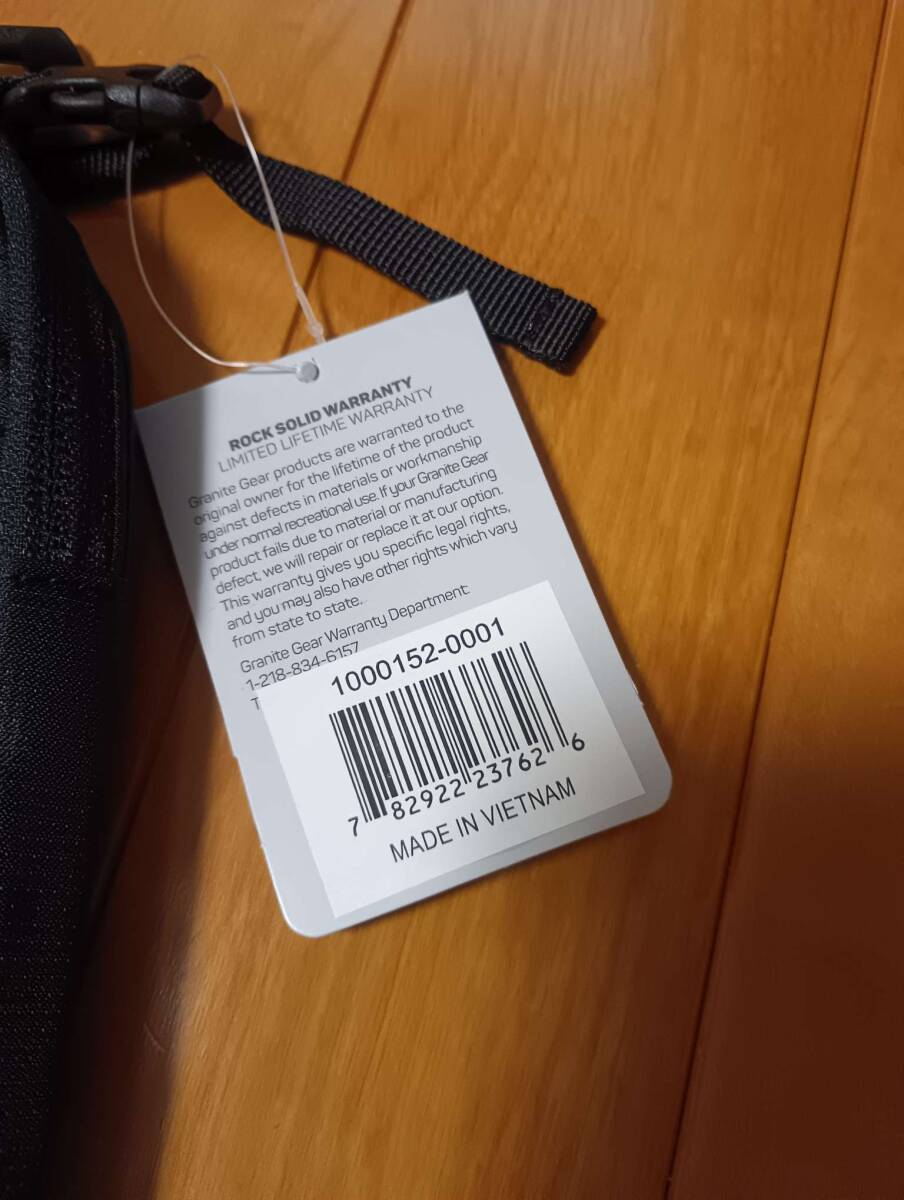 ROCK SOLID WARRANTY
LIMITED LIFETIME WARRANTY
Granite Gear products are warranted to the
original owner for the lifetime of the product
against defects in materials or workmanship
under normal recreational use. If your Granite Gear
product fails due to material or manufacturing
defect, we will repair or replace it at our option.
This warranty gives you specific legal rights,
and you may also have other rights which vary
from state to state.
Granite Gear Warranty Department:
1-218-834-6157
1000152-0001
7 82922 23762 6
MADE IN VIETNAM